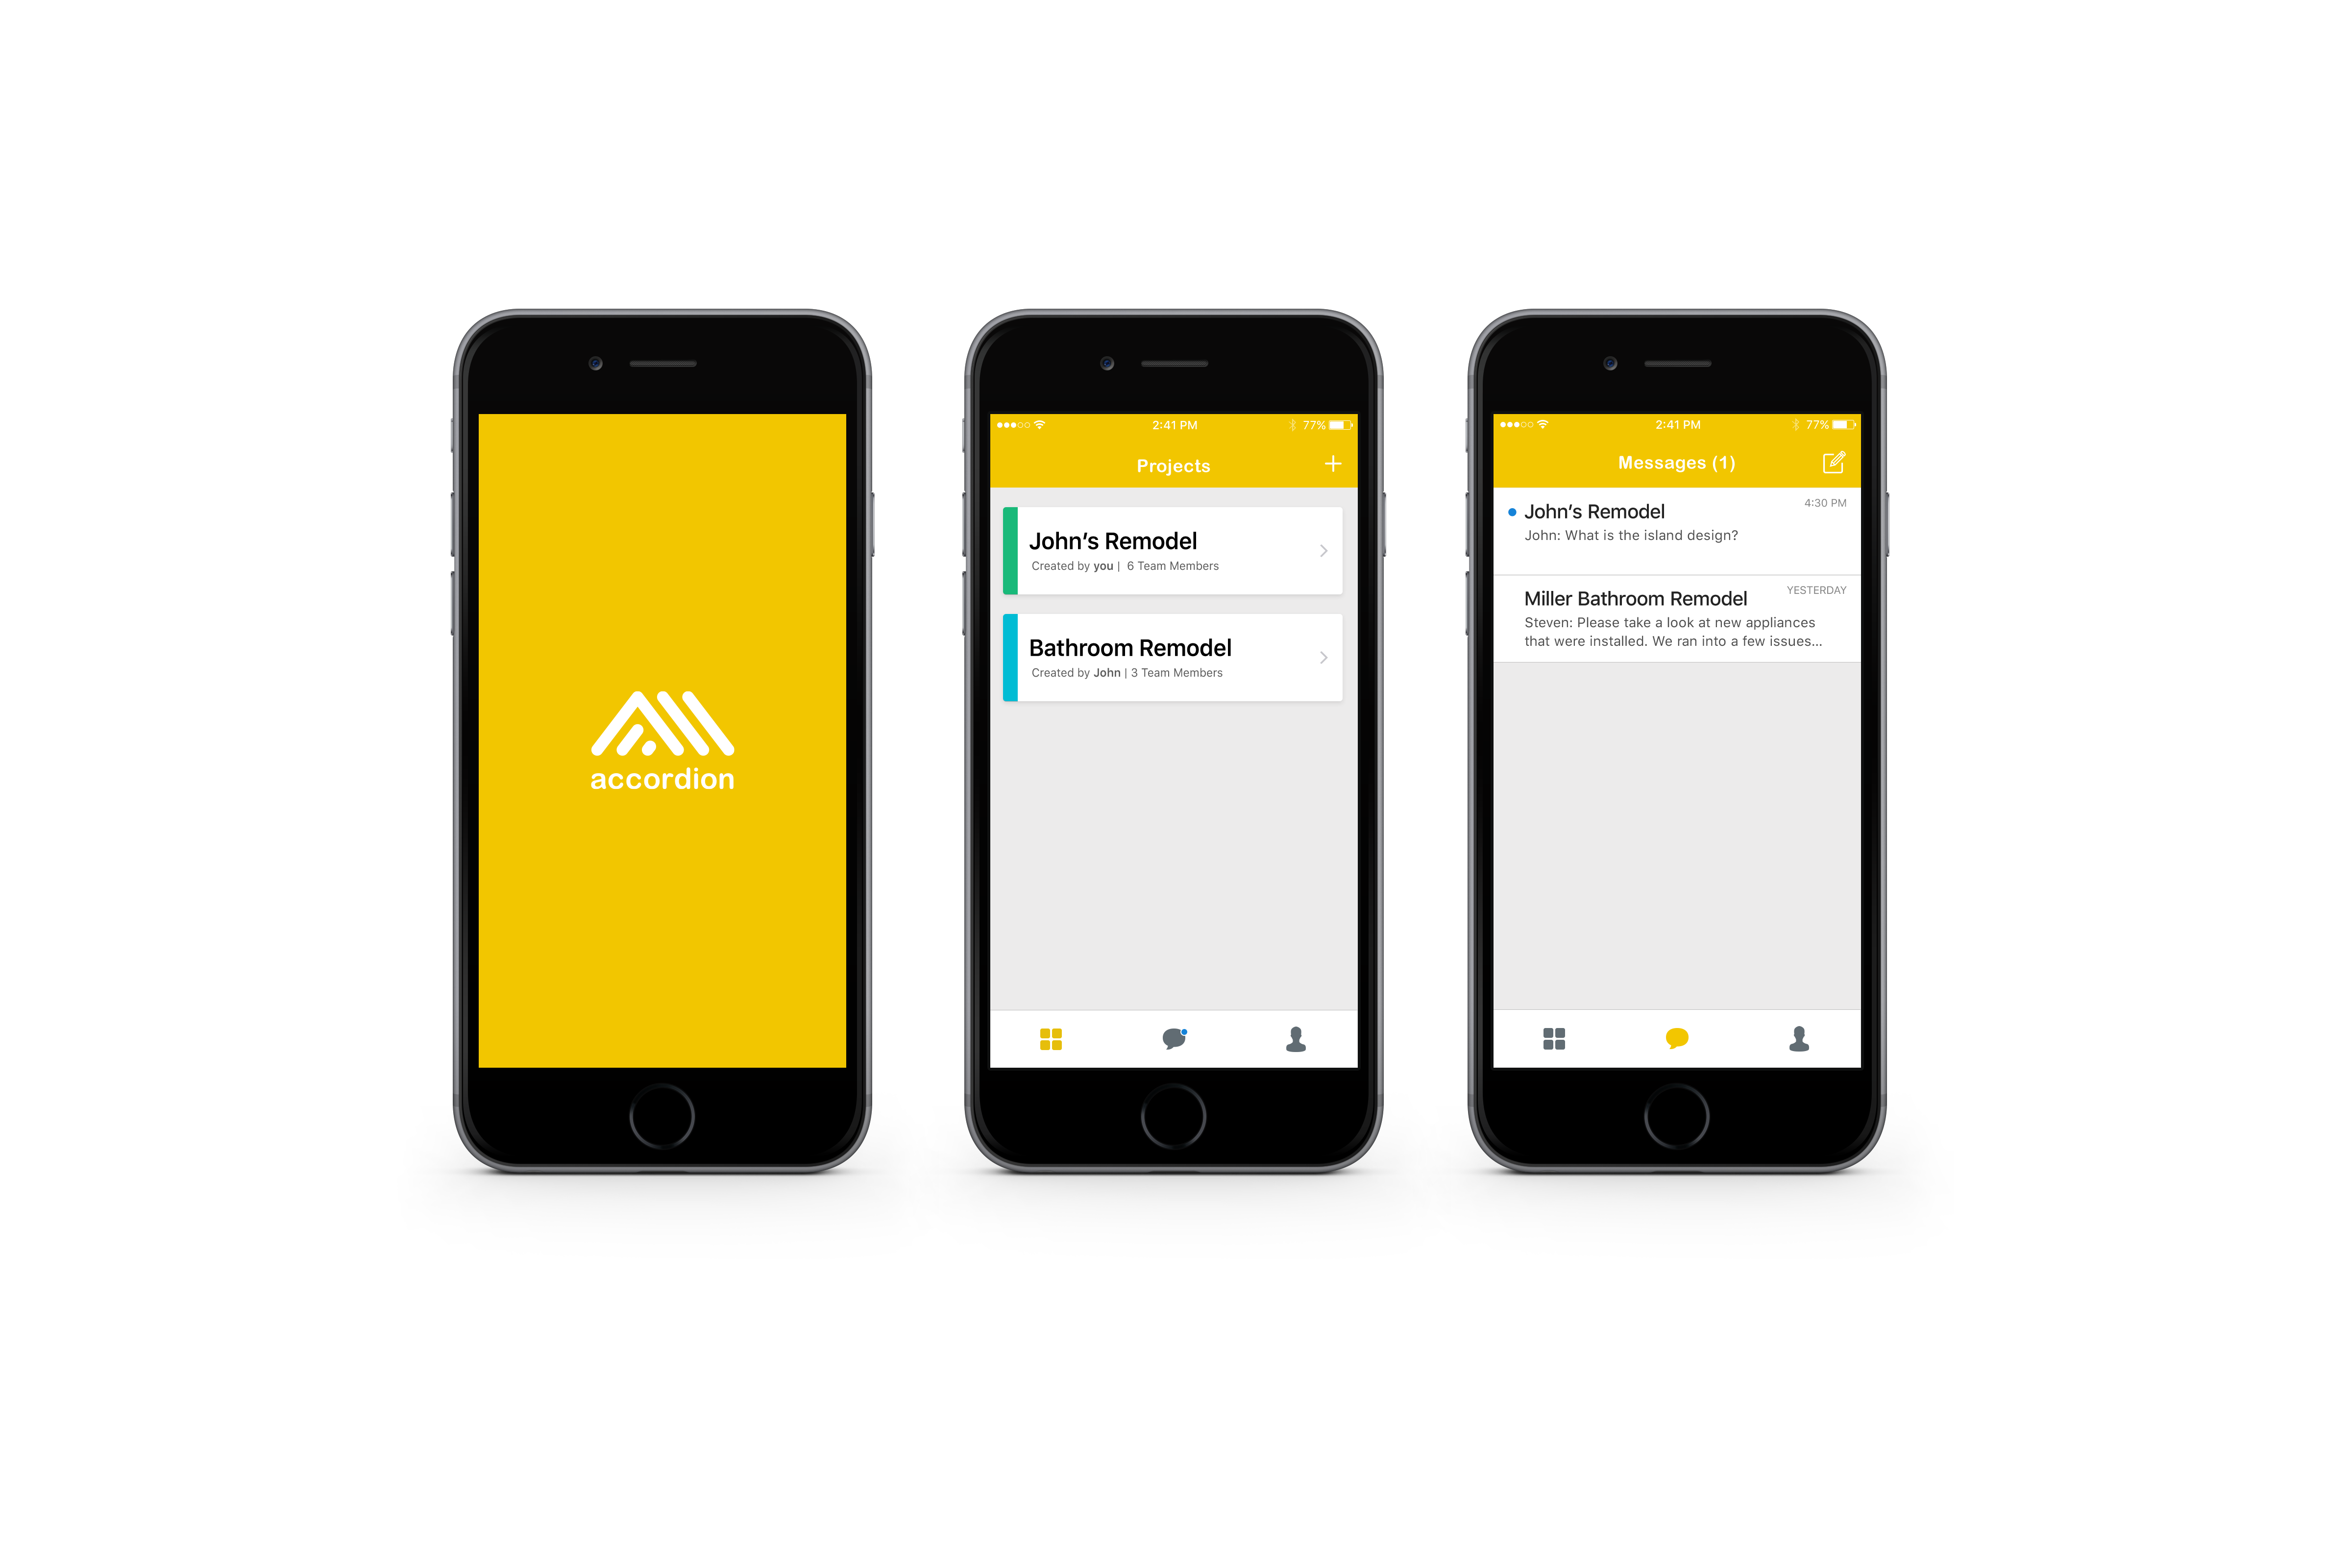 accordion
2:41 PM
77%
Projects
John's Remodel
Created by you | 6 Team Members
Bathroom Remodel
Created by John | 3 Team Members
2:41 PM
77%
Messages (1)
4:30 PM
John's Remodel
John: What is the island design?
YESTERDAY
Miller Bathroom Remodel
Steven: Please take a look at new appliances
that were installed. We ran into a few issues...